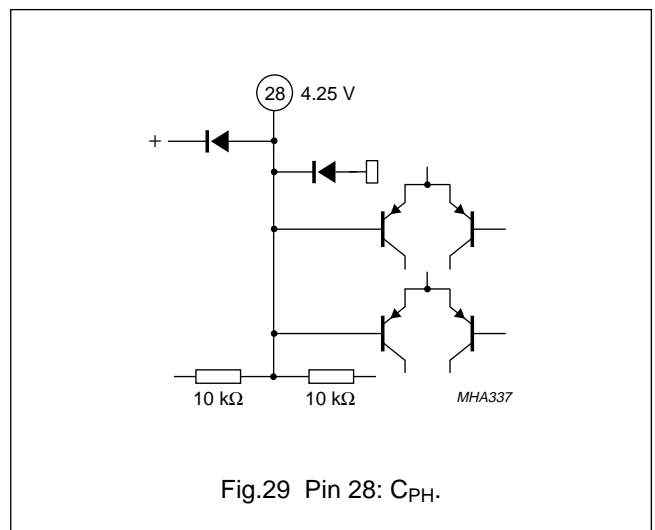 28 4.25 V
+
10 kΩ 10 kΩ
MHA337
Fig.29 Pin 28: CPH.